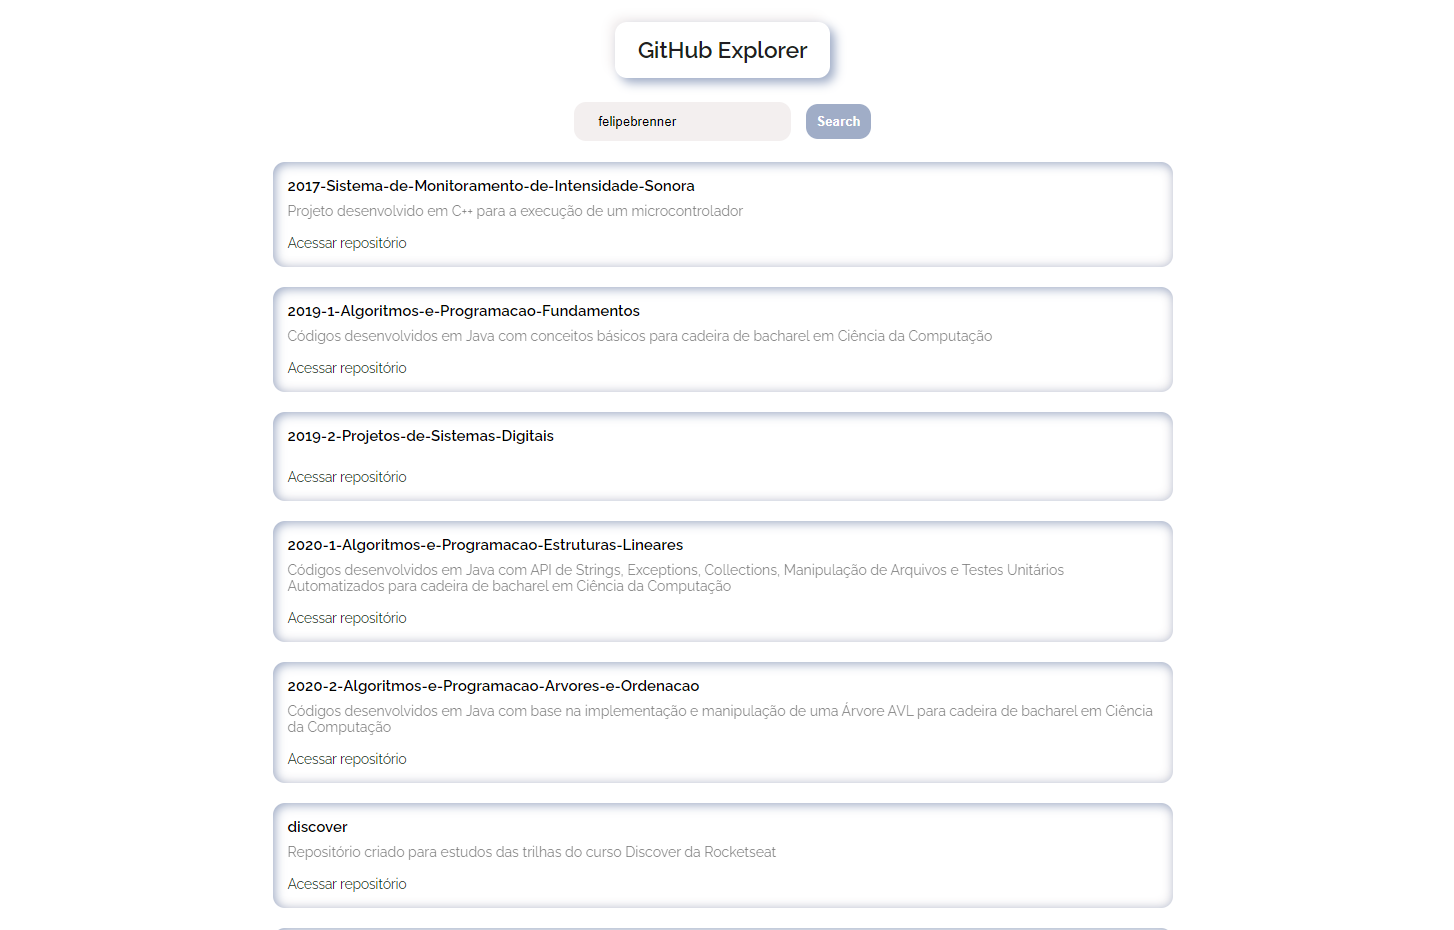 GitHub Explorer
felipebrenner
Search
2017-Sistema-de-Monitoramento-de-Intensidade-Sonora
Projeto desenvolvido em C++ para a execução de um microcontrolador
Acessar repositório
2019-1-Algoritmos-e-Programacao-Fundamentos
Códigos desenvolvidos em Java com conceitos básicos para cadeira de bacharel em Ciência da Computação
Acessar repositório
2019-2-Projetos-de-Sistemas-Digitais
Acessar repositório
2020-1-Algoritmos-e-Programacao-Estruturas-Lineares
Códigos desenvolvidos em Java com API de Strings, Exceptions, Collections, Manipulação de Arquivos e Testes Unitários
Automatizados para cadeira de bacharel em Ciência da Computação
Acessar repositório
2020-2-Algoritmos-e-Programacao-Arvores-e-Ordenacao
Códigos desenvolvidos em Java com base na implementação e manipulação de uma Árvore AVL para cadeira de bacharel em Ciência
da Computação
Acessar repositório
discover
Repositório criado para estudos das trilhas do curso Discover da Rocketseat
Acessar repositório